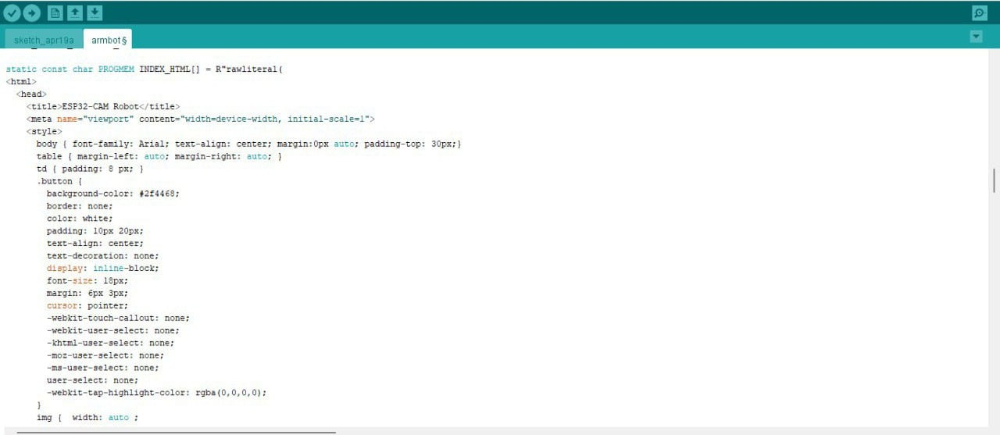 sketch_apr19a armbot §
static const char PROGMEM INDEX_HTML[] = R"rawliteral(
<html>
<head>
<title>ESP32-CAM Robot</title>
<meta name="viewport" content="width=device-width, initial-scale=1">
<style>
body { font-family: Arial; text-align: center; margin:0px auto; padding-top: 30px;}
table { margin-left: auto; margin-right: auto; }
td { padding: 8 px; }
.button {
background-color: #2f4468;
border: none;
color: white;
padding: 10px 20px;
text-align: center;
text-decoration: none;
display: inline-block;
font-size: 18px;
margin: 6px 3px;
cursor: pointer;
-webkit-touch-callout: none;
-webkit-user-select: none;
-khtml-user-select: none;
-moz-user-select: none;
-ms-user-select: none;
user-select: none;
-webkit-tap-highlight-color: rgba(0,0,0,0);
}
img {  width: auto ;